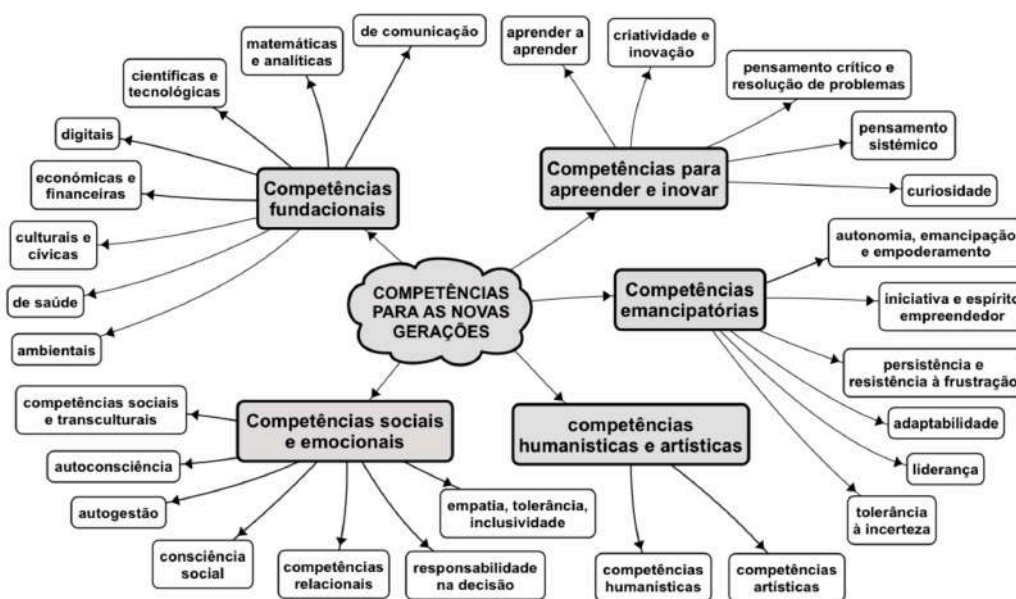 COMPETÊNCIAS
PARA AS NOVAS
GERAÇÕES
Competências
fundacionais
de comunicação
matemáticas
e analíticas
científicas e
tecnológicas
digitais
económicas e
financeiras
culturais e
cívicas
de saúde
ambientais
Competências para
apreender e inovar
aprender a
aprender
criatividade e
inovação
pensamento crítico e
resolução de problemas
pensamento
sistémico
curiosidade
Competências
emancipatórias
autonomia, emancipação
e empoderamento
iniciativa e espírito
empreendedor
persistência e
resistência à frustração
adaptabilidade
liderança
tolerância
à incerteza
competências
humanísticas e artísticas
competências
humanísticas
competências
artísticas
Competências sociais
e emocionais
competências sociais
e transculturais
autoconsciência
autogestão
consciência
social
competências
relacionais
responsabilidade
na decisão
empatia, tolerância,
inclusividade